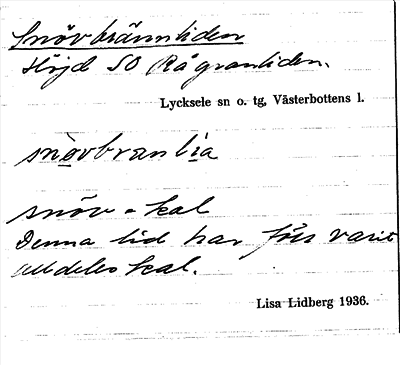 Snövbrännliden
Höjd SO Rågranliden.
Lycksele sn o. tg, Västerbottens l.
snövbranlia
snöv = kal
Denna lid har förr varit
alldeles kal.
Lisa Lidberg 1936.